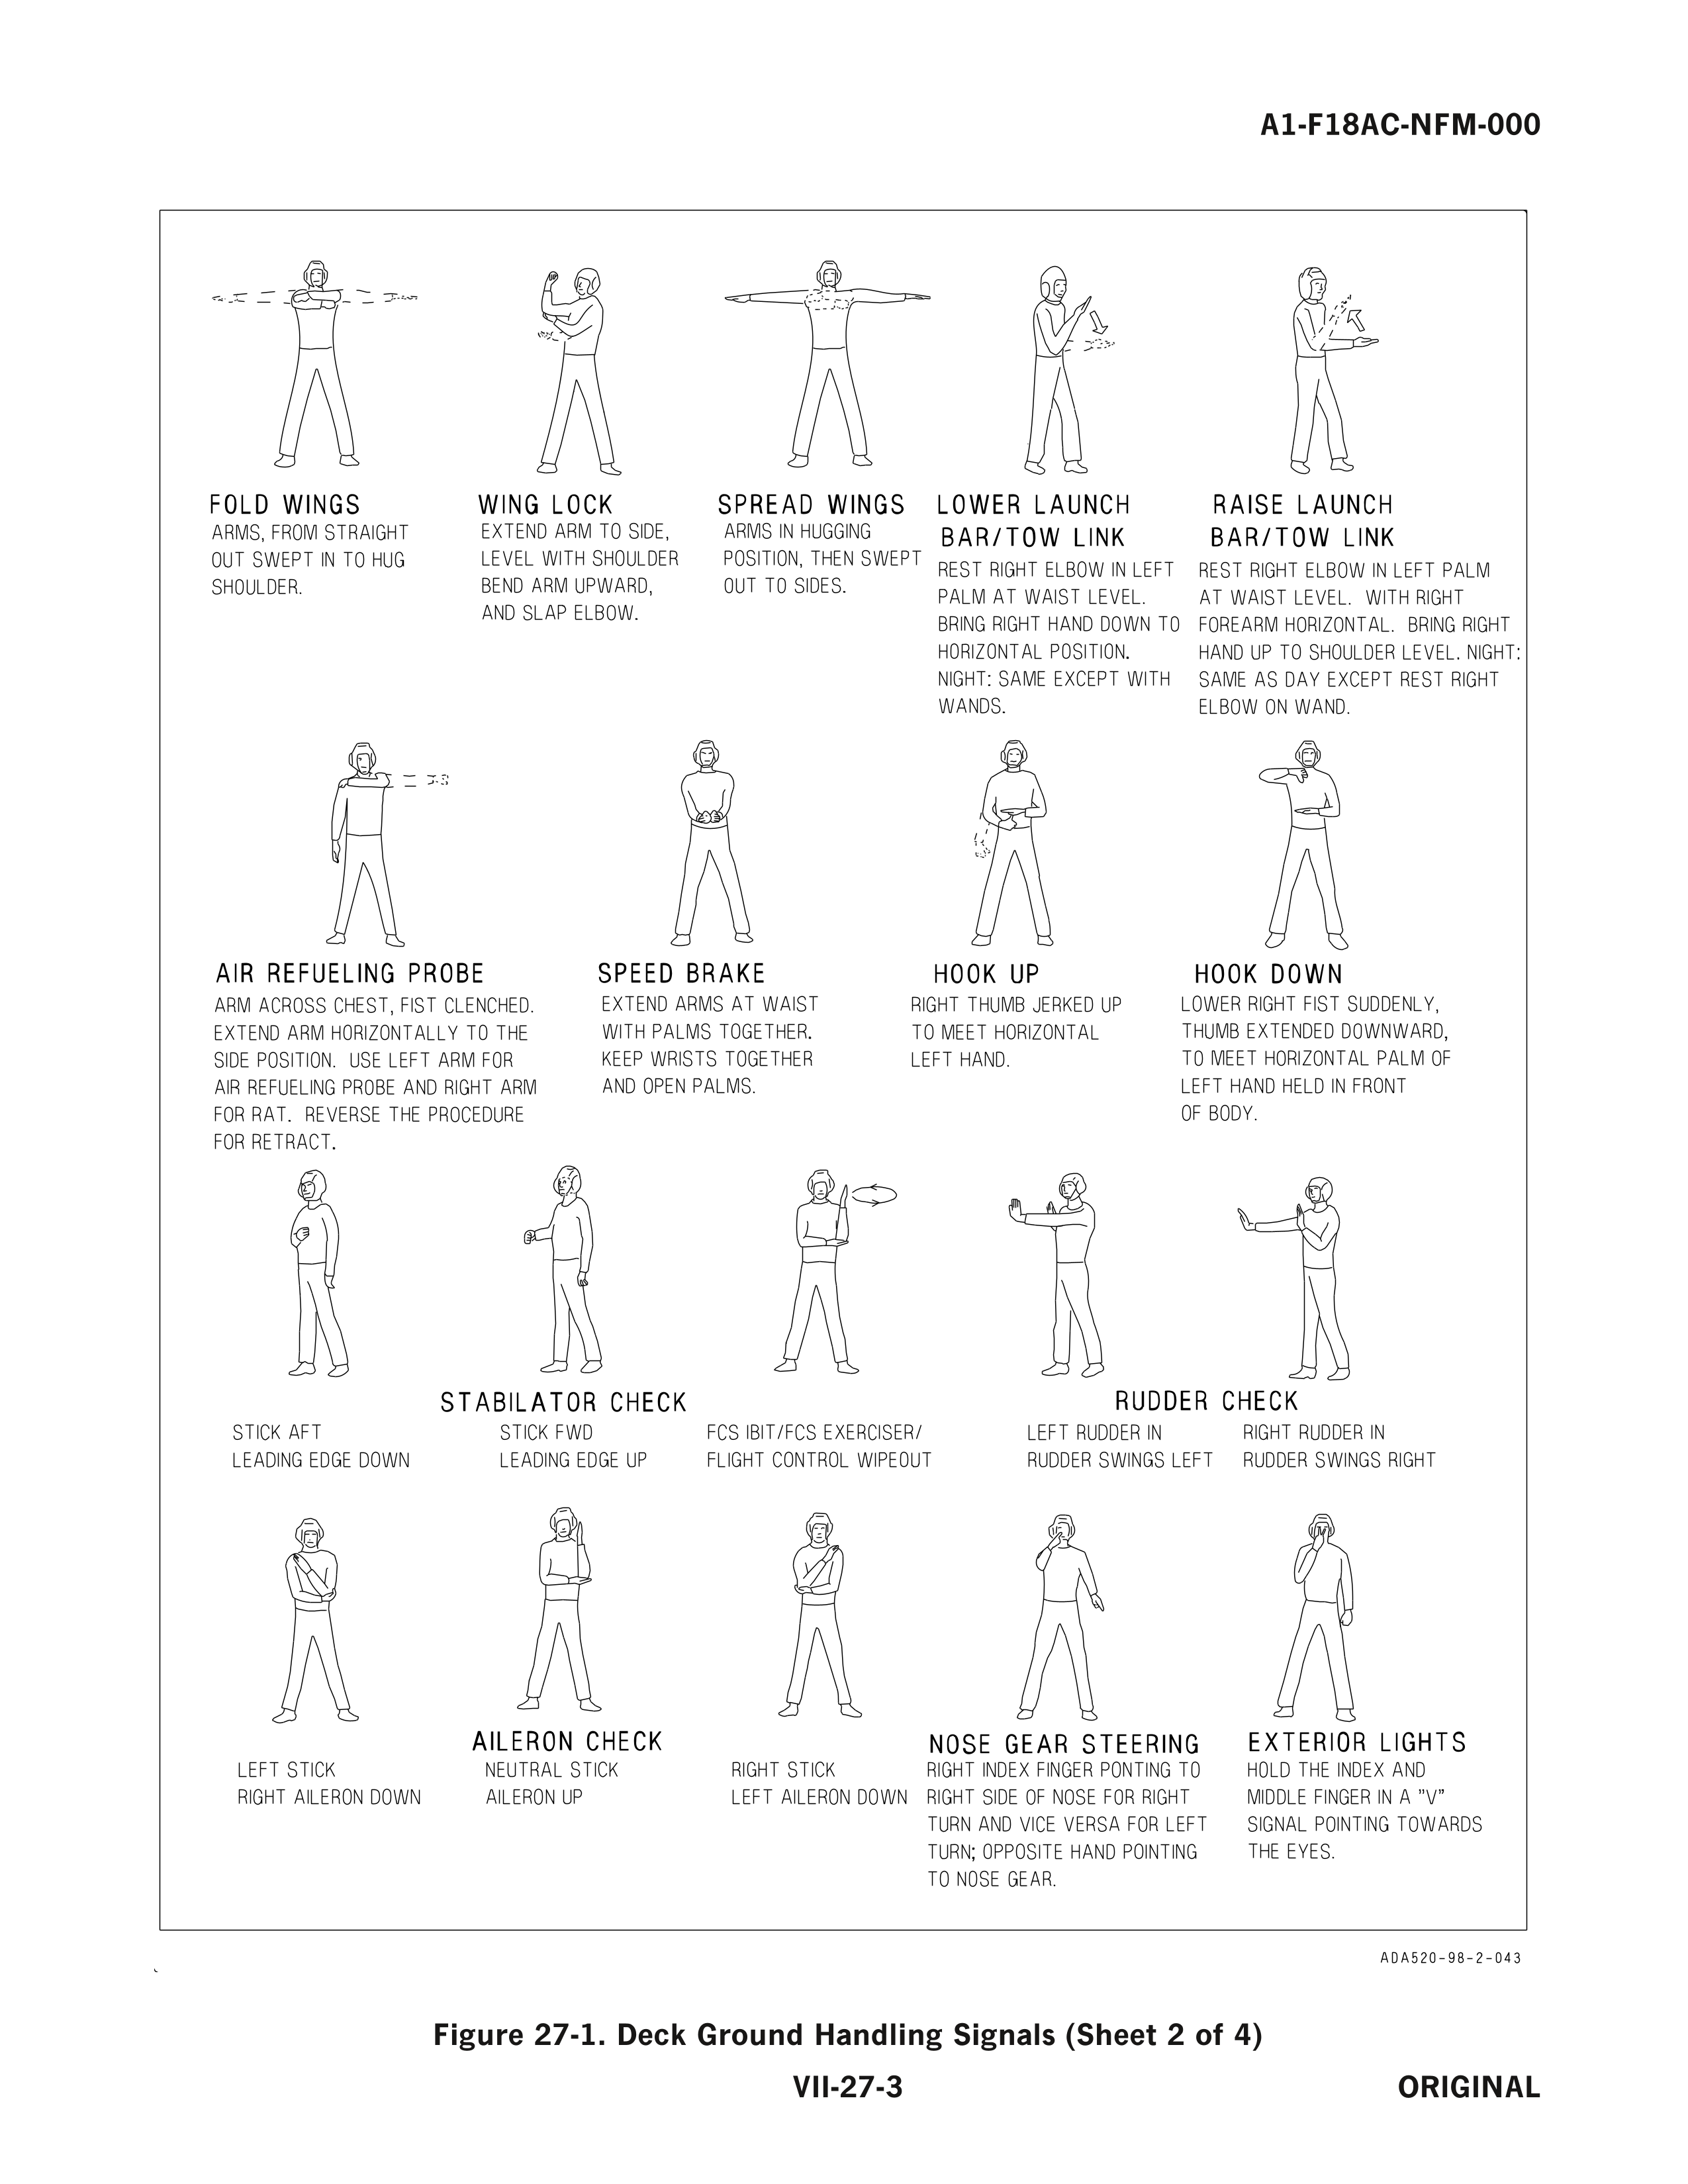 A1-F18AC-NFM-000
FOLD WINGS
ARMS, FROM STRAIGHT
OUT SWEPT IN TO HUG
SHOULDER.
WING LOCK
EXTEND ARM TO SIDE,
LEVEL WITH SHOULDER
BEND ARM UPWARD,
AND SLAP ELBOW.
SPREAD WINGS
ARMS IN HUGGING
POSITION, THEN SWEPT
OUT TO SIDES.
LOWER LAUNCH
BAR/TOW LINK
REST RIGHT ELBOW IN LEFT
PALM AT WAIST LEVEL.
BRING RIGHT HAND DOWN TO
HORIZONTAL POSITION.
NIGHT: SAME EXCEPT WITH
WANDS.
RAISE LAUNCH
BAR/TOW LINK
REST RIGHT ELBOW IN LEFT PALM
AT WAIST LEVEL. WITH RIGHT
FOREARM HORIZONTAL. BRING RIGHT
HAND UP TO SHOULDER LEVEL. NIGHT:
SAME AS DAY EXCEPT REST RIGHT
ELBOW ON WAND.
AIR REFUELING PROBE
ARM ACROSS CHEST, FIST CLENCHED.
EXTEND ARM HORIZONTALLY TO THE
SIDE POSITION. USE LEFT ARM FOR
AIR REFUELING PROBE AND RIGHT ARM
FOR RAT. REVERSE THE PROCEDURE
FOR RETRACT.
SPEED BRAKE
EXTEND ARMS AT WAIST
WITH PALMS TOGETHER.
KEEP WRISTS TOGETHER
AND OPEN PALMS.
HOOK UP
RIGHT THUMB JERKED UP
TO MEET HORIZONTAL
LEFT HAND.
HOOK DOWN
LOWER RIGHT FIST SUDDENLY,
THUMB EXTENDED DOWNWARD,
TO MEET HORIZONTAL PALM OF
LEFT HAND HELD IN FRONT
OF BODY.
STABILATOR CHECK
STICK AFT
LEADING EDGE DOWN
STICK FWD
LEADING EDGE UP
FCS IBIT/FCS EXERCISER/
FLIGHT CONTROL WIPEOUT
RUDDER CHECK
LEFT RUDDER IN
RUDDER SWINGS LEFT
RIGHT RUDDER IN
RUDDER SWINGS RIGHT
AILERON CHECK
LEFT STICK
RIGHT AILERON DOWN
NEUTRAL STICK
AILERON UP
RIGHT STICK
LEFT AILERON DOWN
NOSE GEAR STEERING
RIGHT INDEX FINGER PONTING TO
RIGHT SIDE OF NOSE FOR RIGHT
TURN AND VICE VERSA FOR LEFT
TURN; OPPOSITE HAND POINTING
TO NOSE GEAR.
EXTERIOR LIGHTS
HOLD THE INDEX AND
MIDDLE FINGER IN A "V"
SIGNAL POINTING TOWARDS
THE EYES.
ADA520-98-2-043
Figure 27-1. Deck Ground Handling Signals (Sheet 2 of 4)
VII-27-3
ORIGINAL